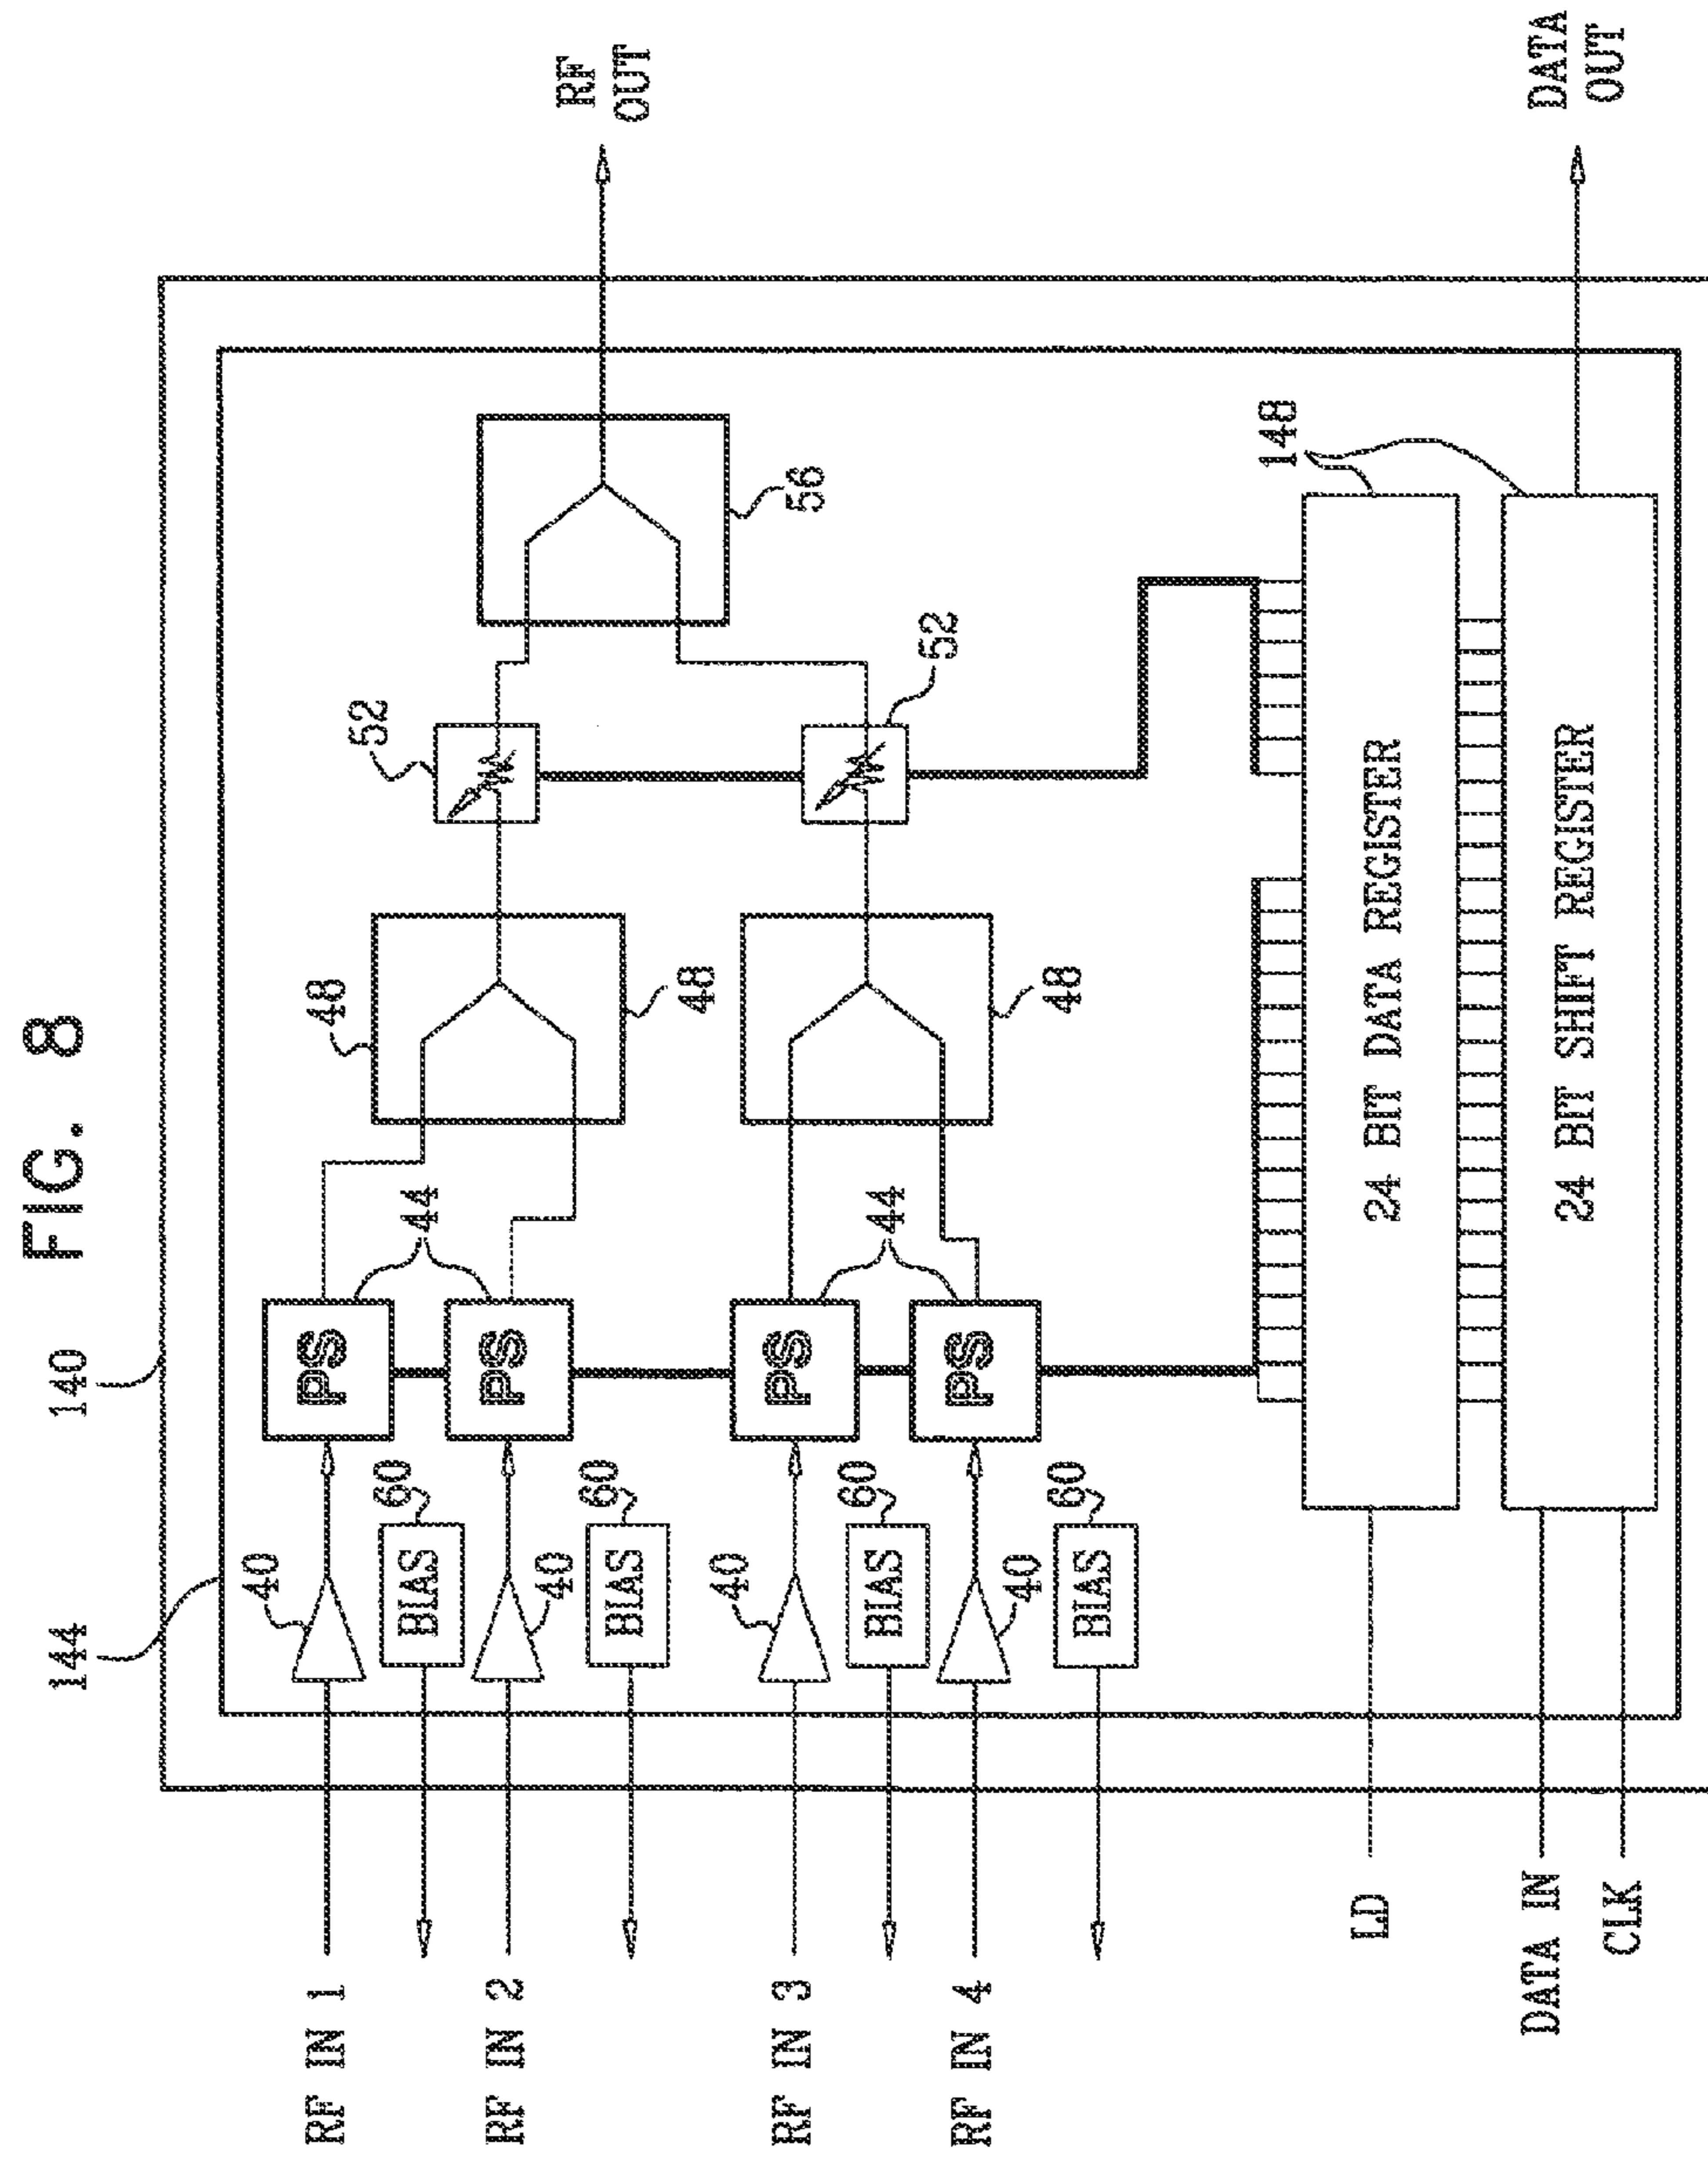 FIG. 8
144
140
RF IN 1
40
PS
44
48
52
RF OUT
BIAS
60
RF IN 2
40
PS
48
56
BIAS
60
RF IN 3
40
PS
44
52
BIAS
60
RF IN 4
40
PS
48
BIAS
60
148
LD
24 BIT DATA REGISTER
DATA IN
CLK
24 BIT SHIFT REGISTER
DATA OUT